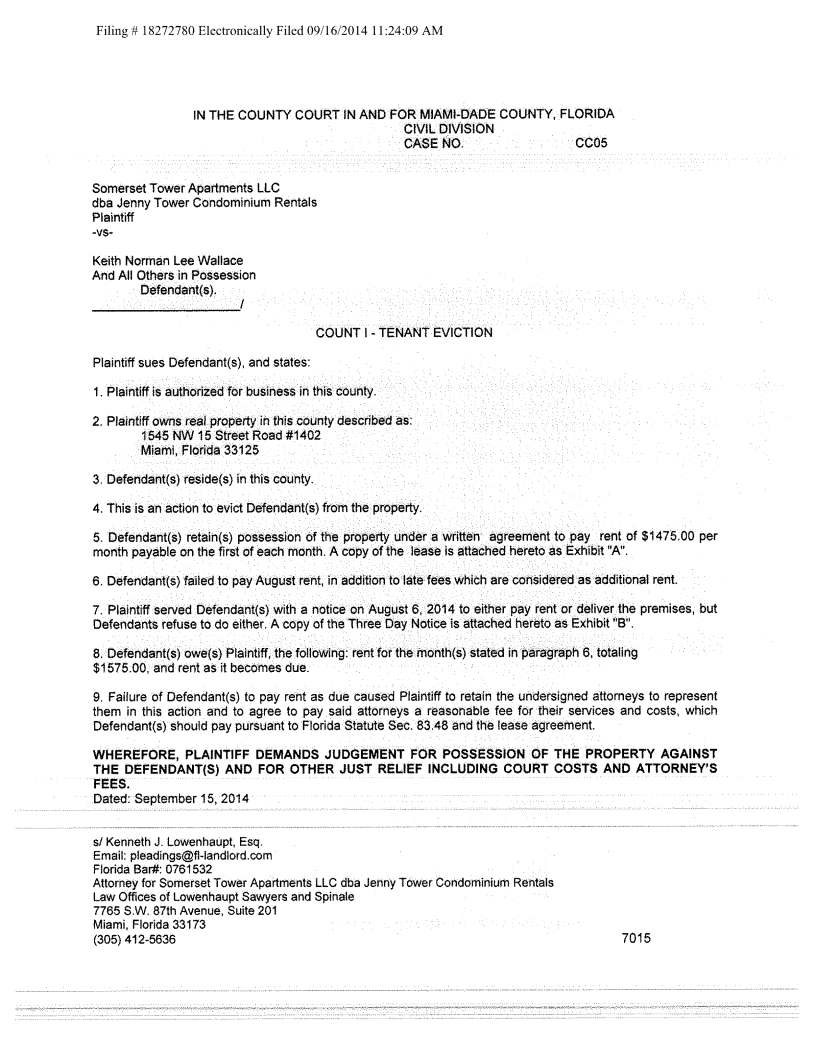 Filing # 18272780 Electronically Filed 09/16/2014 11:24:09 AM
IN THE COUNTY COURT IN AND FOR MIAMI-DADE COUNTY, FLORIDA
CIVIL DIVISION
CASE NO. CC05
Somerset Tower Apartments LLC
dba Jenny Tower Condominium Rentals
Plaintiff
-vs-
Keith Norman Lee Wallace
And All Others in Possession
Defendant(s).
/
COUNT I - TENANT EVICTION
Plaintiff sues Defendant(s), and states:
1. Plaintiff is authorized for business in this county.
2. Plaintiff owns real property in this county described as:
1545 NW 15 Street Road #1402
Miami, Florida 33125
3. Defendant(s) reside(s) in this county.
4. This is an action to evict Defendant(s) from the property.
5. Defendant(s) retain(s) possession of the property under a written agreement to pay rent of $1475.00 per
month payable on the first of each month. A copy of the lease is attached hereto as Exhibit "A".
6. Defendant(s) failed to pay August rent, in addition to late fees which are considered as additional rent.
7. Plaintiff served Defendant(s) with a notice on August 6, 2014 to either pay rent or deliver the premises, but
Defendants refuse to do either. A copy of the Three Day Notice is attached hereto as Exhibit "B".
8. Defendant(s) owe(s) Plaintiff, the following: rent for the month(s) stated in paragraph 6, totaling
$1575.00, and rent as it becomes due.
9. Failure of Defendant(s) to pay rent as due caused Plaintiff to retain the undersigned attorneys to represent
them in this action and to agree to pay said attorneys a reasonable fee for their services and costs, which
Defendant(s) should pay pursuant to Florida Statute Sec. 83.48 and the lease agreement.
WHEREFORE, PLAINTIFF DEMANDS JUDGEMENT FOR POSSESSION OF THE PROPERTY AGAINST
THE DEFENDANT(S) AND FOR OTHER JUST RELIEF INCLUDING COURT COSTS AND ATTORNEY'S
FEES.
Dated: September 15, 2014
s/ Kenneth J. Lowenhaupt, Esq.
Email: pleadings@fl-landlord.com
Florida Bar#: 0761532
Attorney for Somerset Tower Apartments LLC dba Jenny Tower Condominium Rentals
Law Offices of Lowenhaupt Sawyers and Spinale
7765 S.W. 87th Avenue, Suite 201
Miami, Florida 33173
(305) 412-5636 7015